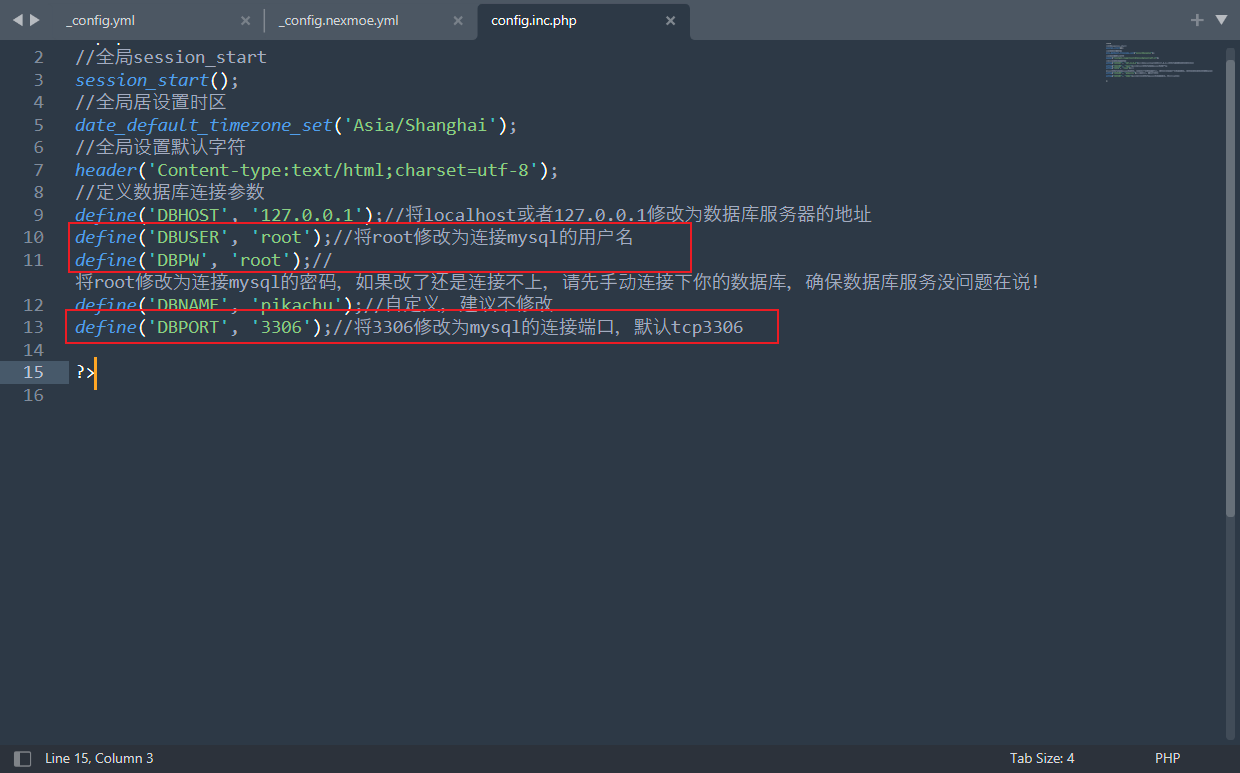 _config.yml
_config.nexmoe.yml
config.inc.php
2 //全局session_start
3 session_start();
4 //全局居设置时区
5 date_default_timezone_set('Asia/Shanghai');
6 //全局设置默认字符
7 header('Content-type:text/html;charset=utf-8');
8 //定义数据库连接参数
9 define('DBHOST', '127.0.0.1');//将localhost或者127.0.0.1修改为数据库服务器的地址
10 define('DBUSER', 'root');//将root修改为连接mysql的用户名
11 define('DBPW', 'root');//
将root修改为连接mysql的密码, 如果改了还是连接不上, 请先手动连接下你的数据库, 确保数据库服务没问题在说!
12 define('DBNAME', 'pikachu');//自定义, 建议不修改
13 define('DBPORT', '3306');//将3306修改为mysql的连接端口, 默认tcp3306
14
15 ?>
16
Line 15, Column 3
Tab Size: 4
PHP